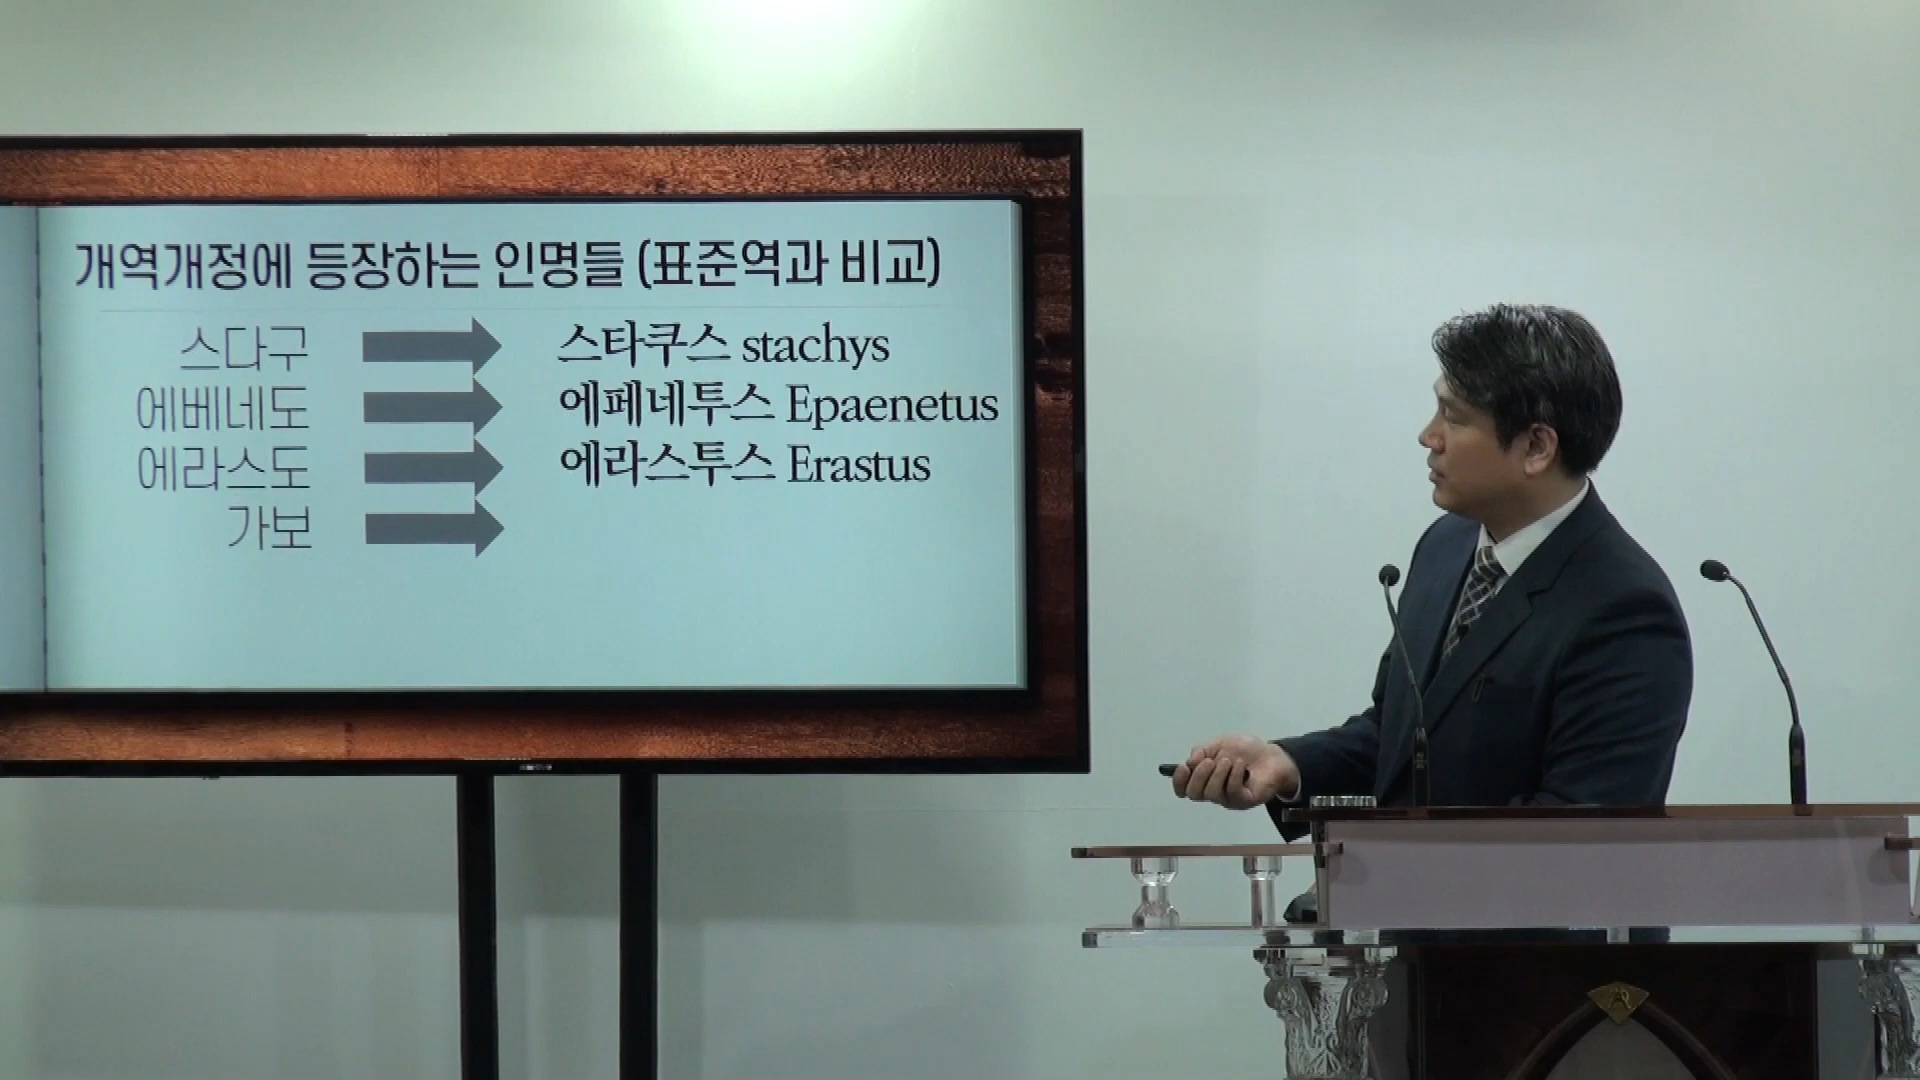 개역개정에 등장하는 인명들 (표준역과 비교)
스다구 스타쿠스 stachys
에베네도 에페네투스 Epaenetus
에라스도 에라스투스 Erastus
가보